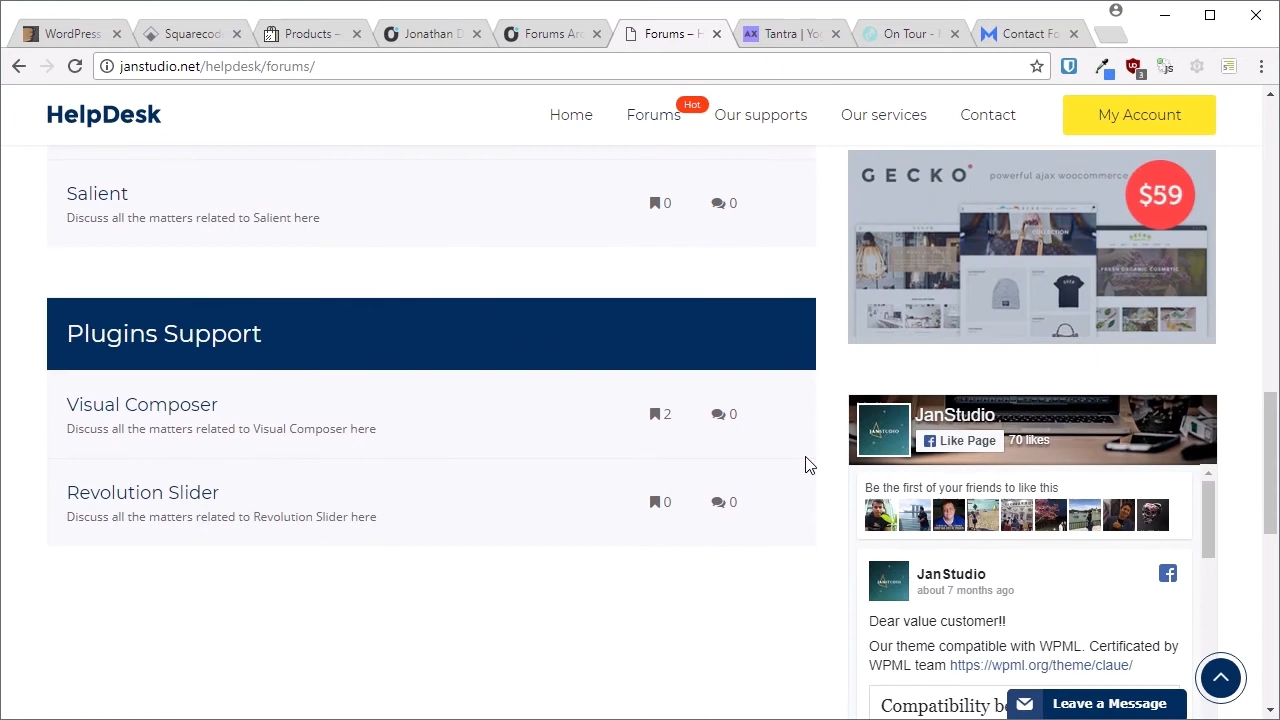 WordPress
Squarecod
Products –
Jonathan D
Forums Arc
Forums – H
Tantra | Yo
On Tour -
Contact Fo
janstudio.net/helpdesk/forums/
3
js
HelpDesk
Home
Forums
Hot
Our supports
Our services
Contact
My Account
Salient
Discuss all the matters related to Salient here
0
0
GECKO
powerful ajax woocommerce
$59
Plugins Support
Visual Composer
Discuss all the matters related to Visual Composer here
2
0
Revolution Slider
Discuss all the matters related to Revolution Slider here
0
0
JANSTUDIO
JanStudio
Like Page
70 likes
Be the first of your friends to like this
JanStudio
about 7 months ago
Dear value customer!!
Our theme compatible with WPML. Certificated by
WPML team https://wpml.org/theme/claue/
Compatibility be
Leave a Message